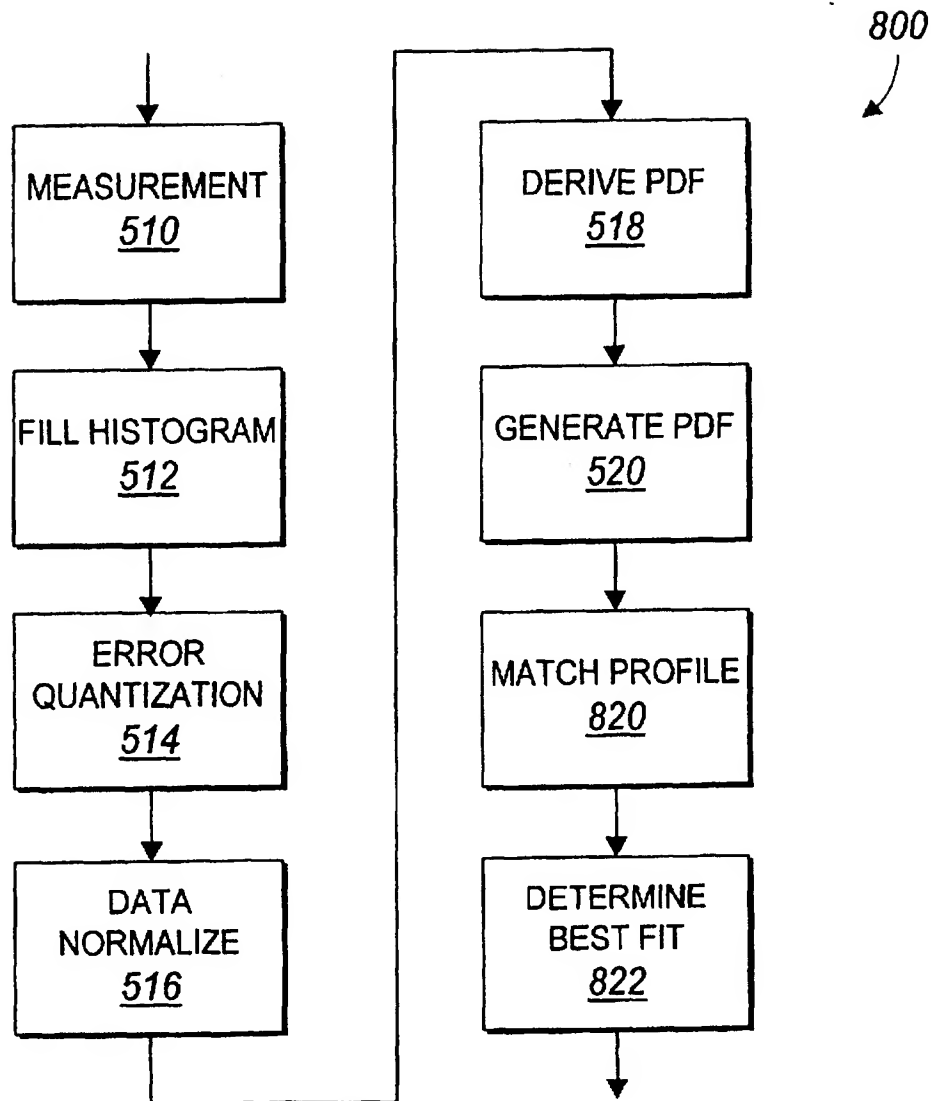 800
MEASUREMENT
510
FILL HISTOGRAM
512
ERROR
QUANTIZATION
514
DATA
NORMALIZE
516
DERIVE PDF
518
GENERATE PDF
520
MATCH PROFILE
820
DETERMINE
BEST FIT
822